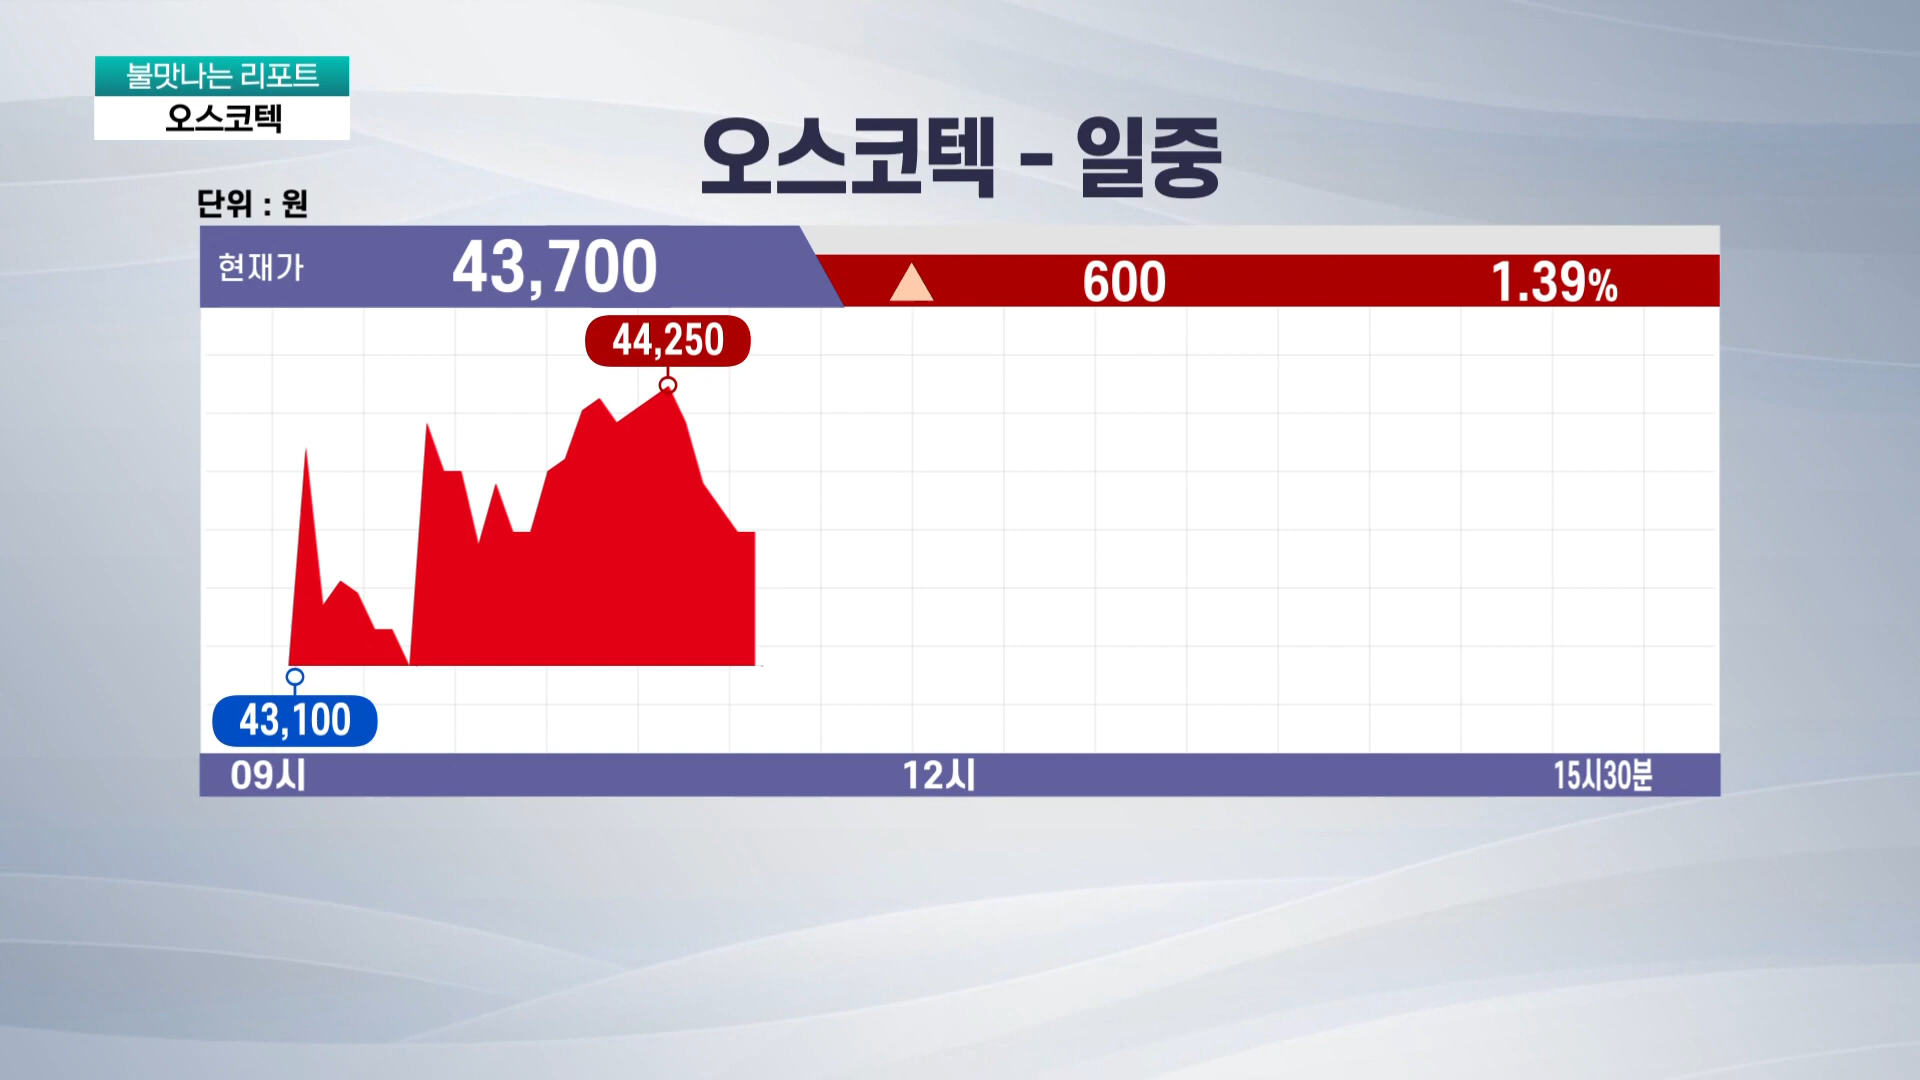 불맛나는 리포트
오스코텍
오스코텍 - 일중
단위 : 원
현재가 43,700 ▲ 600 1.39%
44,250
43,100
09시 12시 15시30분